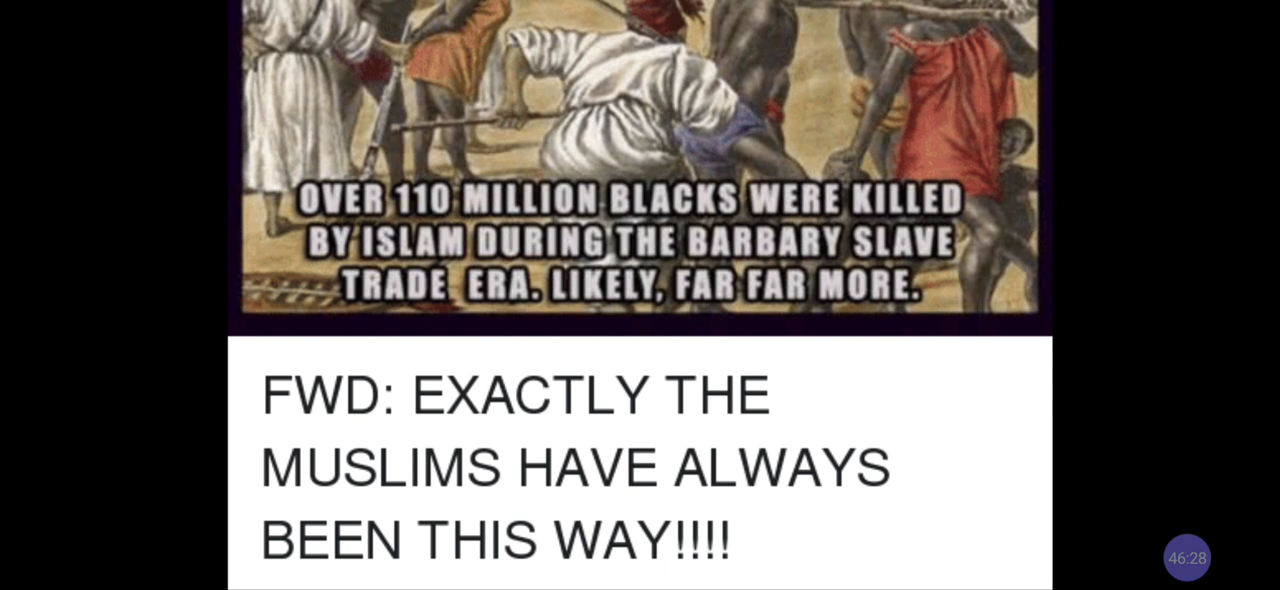 OVER 110 MILLION BLACKS WERE KILLED
BY ISLAM DURING THE BARBARY SLAVE
TRADE ERA. LIKELY, FAR FAR MORE.
FWD: EXACTLY THE
MUSLIMS HAVE ALWAYS
BEEN THIS WAY!!!!
46:28